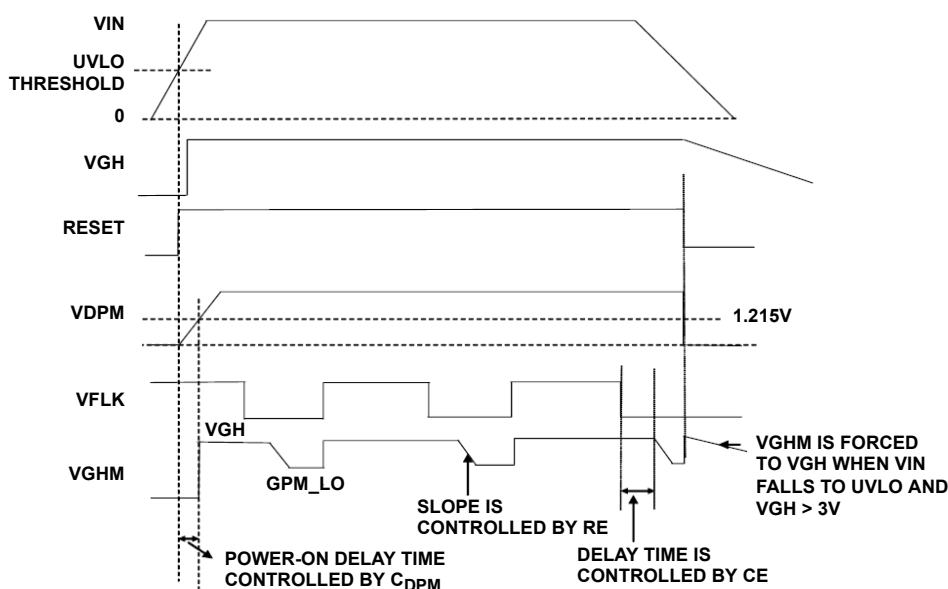 VIN
UVLO
THRESHOLD
0
VGH
RESET
VDPM
1.215V
VFLK
VGH
VGHM
GPM_LO
VGHM IS FORCED
TO VGH WHEN VIN
FALLS TO UVLO AND
VGH > 3V
SLOPE IS
CONTROLLED BY RE
DELAY TIME IS
CONTROLLED BY CE
POWER-ON DELAY TIME
CONTROLLED BY CDPM